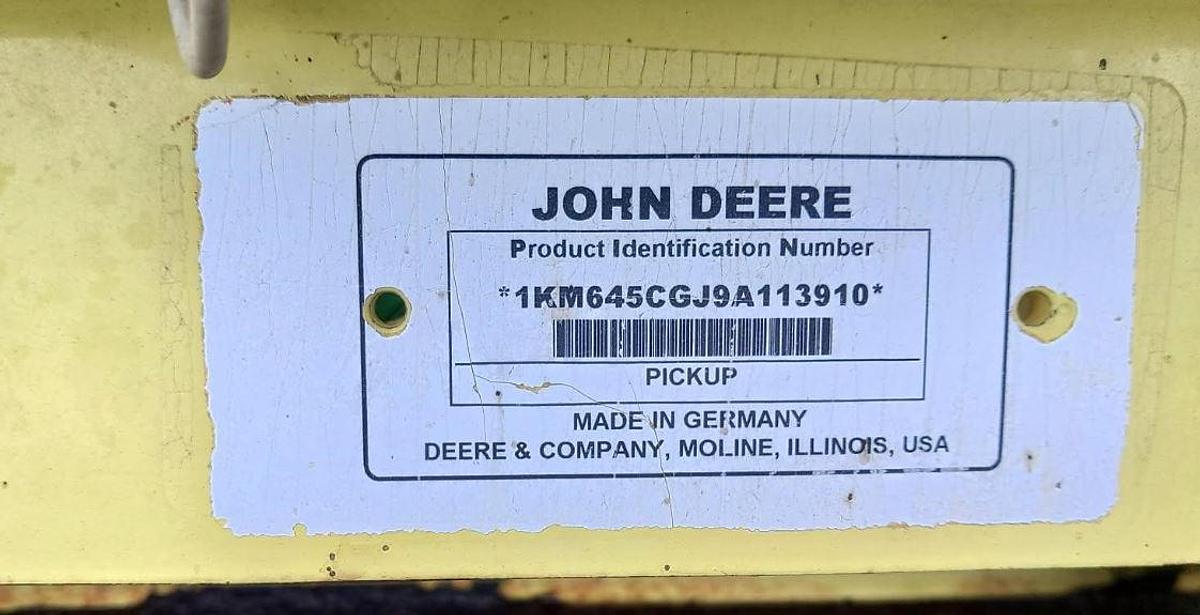 JOHN DEERE
Product Identification Number
*1KM645CGJ9A113910*
PICKUP
MADE IN GERMANY
DEERE & COMPANY, MOLINE, ILLINOIS, USA